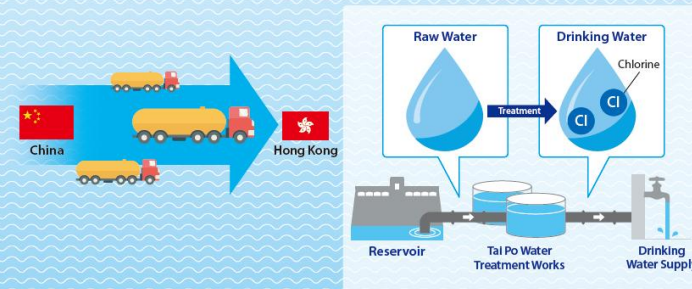 China
Hong Kong
Raw Water
Drinking Water
Chlorine
Cl
Cl
Treatment
Reservoir
Tai Po Water
Treatment Works
Drinking
Water Supply